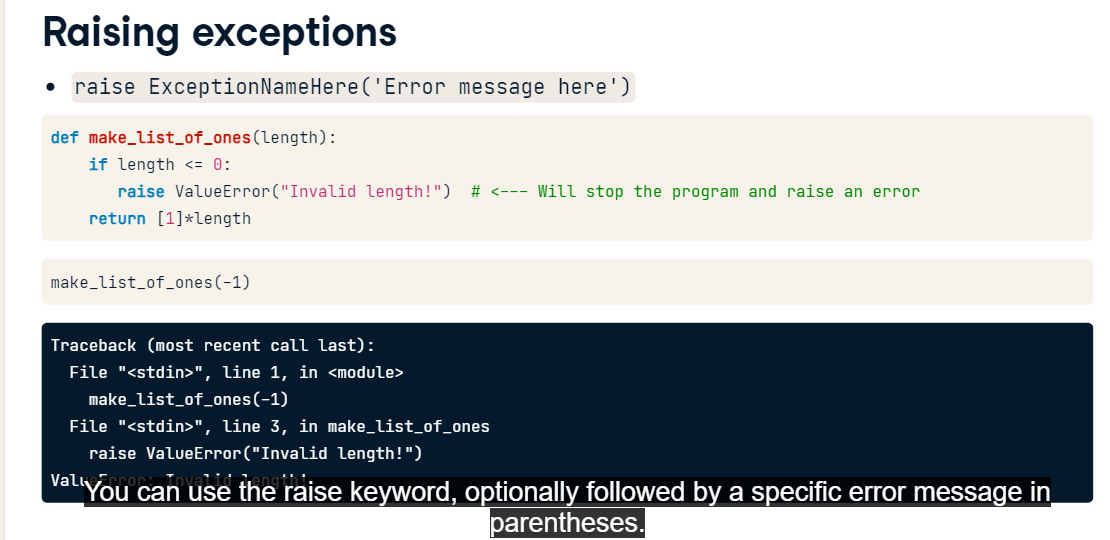 Raising exceptions
• raise ExceptionNameHere('Error message here')
def make_list_of_ones(length):
    if length <= 0:
       raise ValueError("Invalid length!")  # <--- Will stop the program and raise an error
    return [1]*length
make_list_of_ones(-1)
Traceback (most recent call last):
  File "<stdin>", line 1, in <module>
    make_list_of_ones(-1)
  File "<stdin>", line 3, in make_list_of_ones
    raise ValueError("Invalid length!")
ValueError: Invalid length!
You can use the raise keyword, optionally followed by a specific error message in
parentheses.